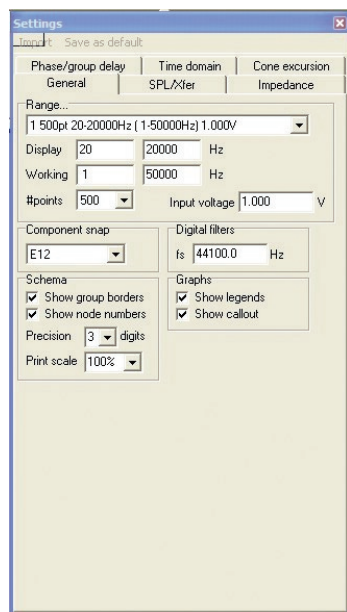 Settings
Import Save as default
Phase/group delay Time domain Cone excursion
General SPL/Xfer Impedance
Range...
1 500pt 20-20000Hz ( 1-50000Hz) 1.000V
Display 20 20000 Hz
Working 1 50000 Hz
#points 500 Input voltage 1.000 V
Component snap Digital filters
E12 fs 44100.0 Hz
Schema Graphs
Show group borders Show legends
Show node numbers Show callout
Precision 3 digits
Print scale 100%